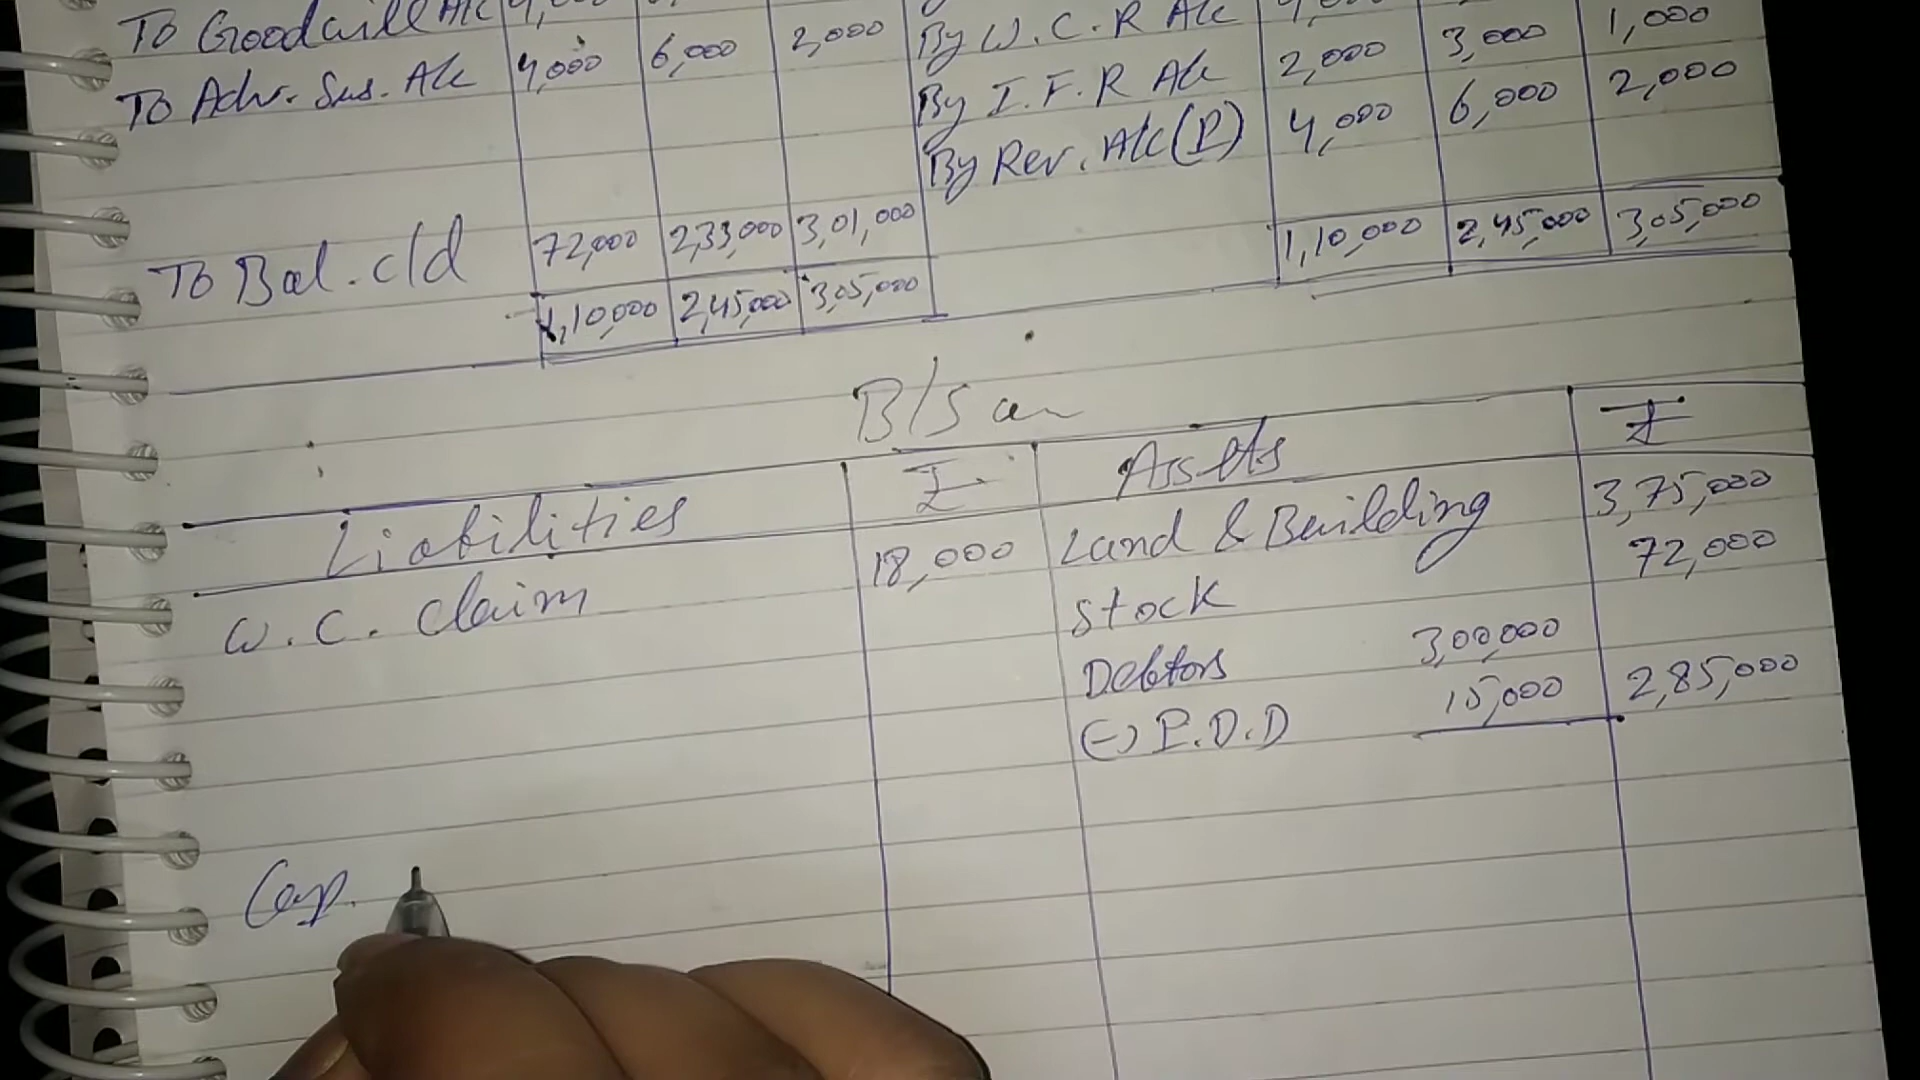 To Goodwill A/c 4,000 By W.C.R A/c 4,000
To Adv. Sus. A/c 4,000 6,000 2,000 By I.F.R A/c 2,000 3,000 1,000
By Rev. A/c (P) 4,000 6,000 2,000
To Bal. c/d 72,000 2,33,000 3,01,000 1,10,000 2,45,000 3,05,000
1,10,000 2,45,000 3,05,000
B/S
Liabilities ₹ Assets ₹
W.C. claim 18,000 Land & Building 3,75,000
Stock 72,000
Debtors 3,00,000
(-) P.D.D 15,000 2,85,000
Cap.